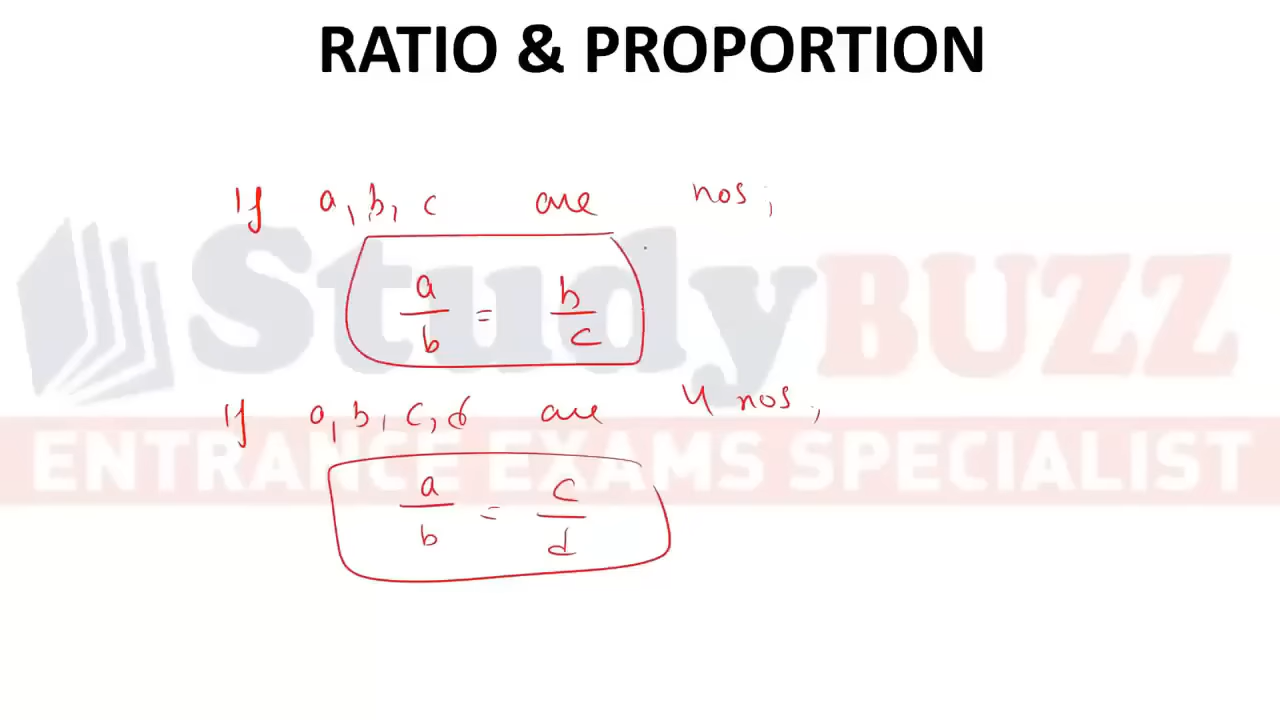 RATIO & PROPORTION
If a, b, c are nos;
a/b = b/c
If a, b, c, d are 4 nos,
a/b = c/d
StudyBUZZ
ENTRANCE EXAMS SPECIALIST